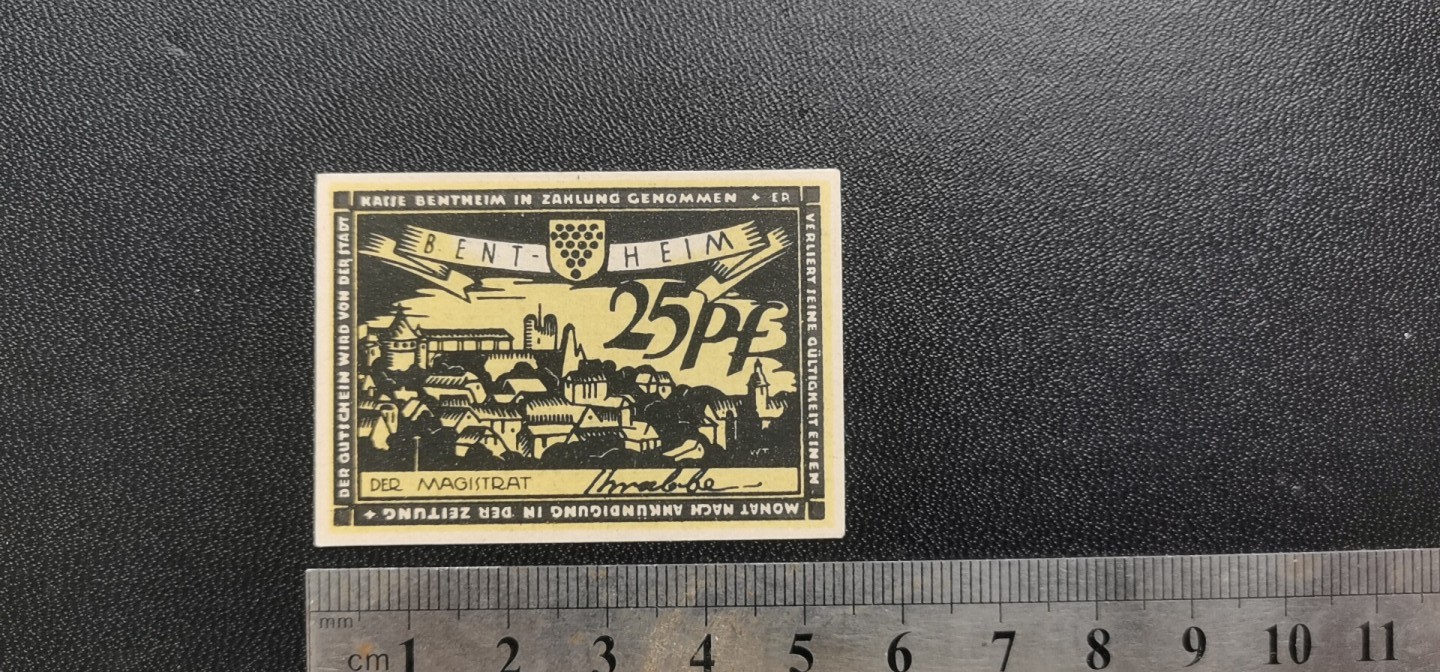 DER GUTSCHEIN WIRD VON DER STADT
KASSE BENTHEIM IN ZAHLUNG GENOMMEN + ER
VERLIERT SEINE GÜLTIGKEIT EINEN
MONAT NACH ANKÜNDIGUNG IN DER ZEITUNG +
BENT-HEIM
25 Pf
DER MAGISTRAT
mm
cm 1 2 3 4 5 6 7 8 9 10 11